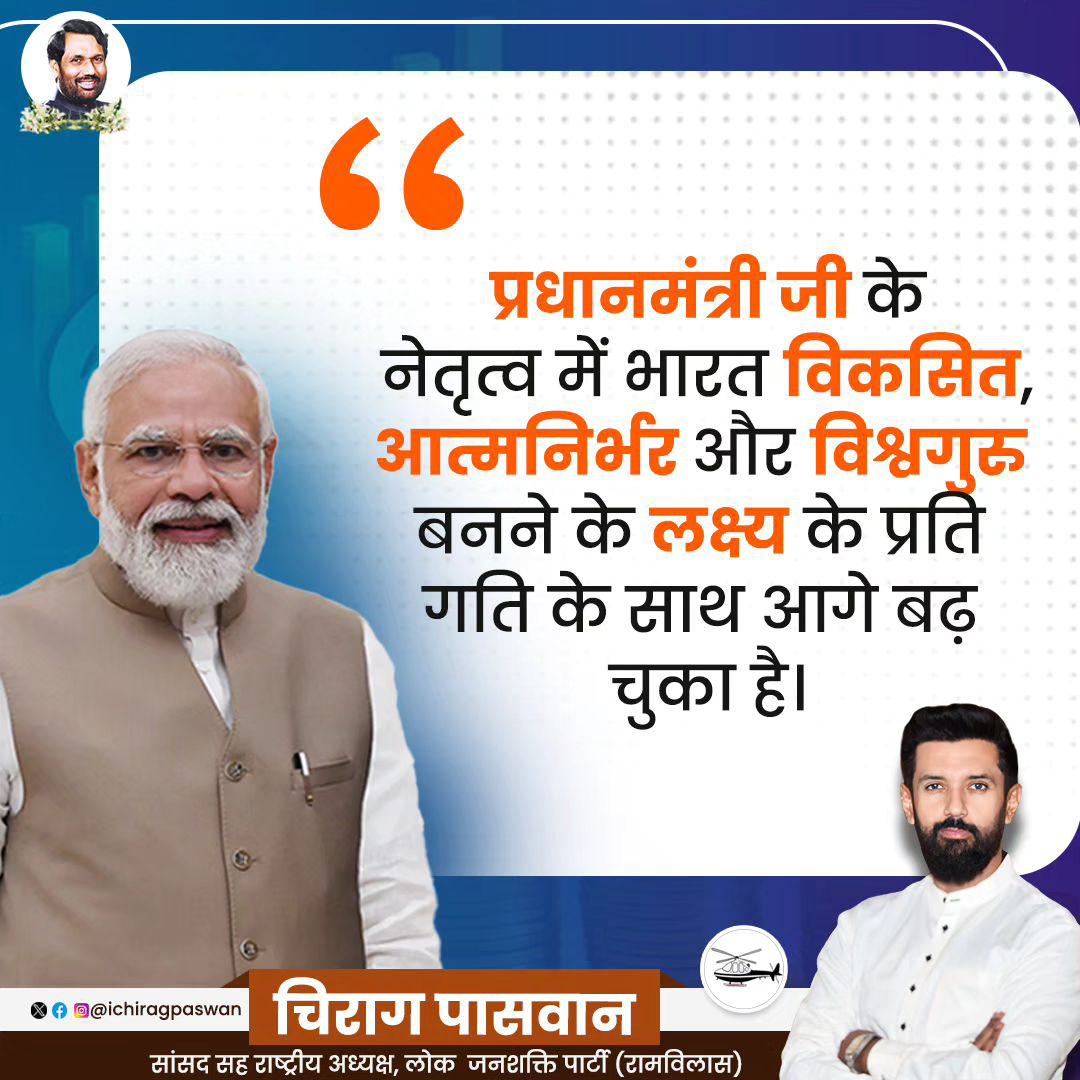 “
प्रधानमंत्री जी के
नेतृत्व में भारत विकसित,
आत्मनिर्भर और विश्वगुरु
बनने के लक्ष्य के प्रति
गति के साथ आगे बढ़
चुका है।
@ichiragpaswan
चिराग पासवान
सांसद सह राष्ट्रीय अध्यक्ष, लोक जनशक्ति पार्टी (रामविलास)